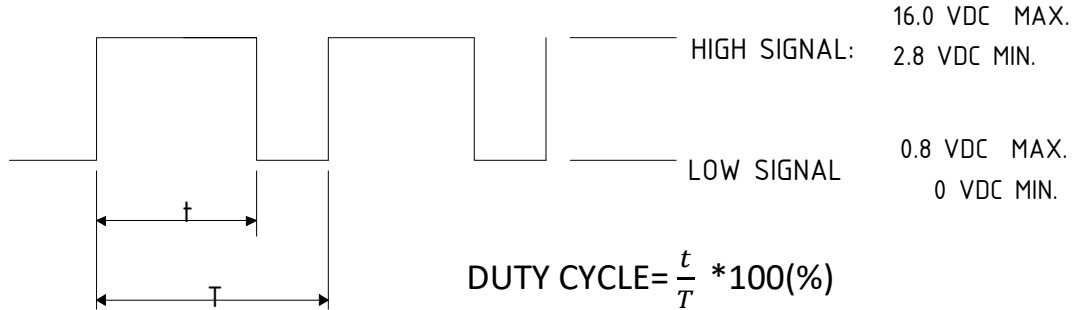 16.0 VDC MAX.
HIGH SIGNAL: 2.8 VDC MIN.
0.8 VDC MAX.
LOW SIGNAL
0 VDC MIN.
t
T
DUTY CYCLE= t/T *100(%)